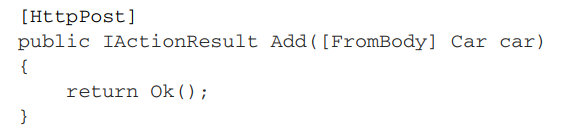 [HttpPost]
public IActionResult Add([FromBody] Car car)
{
    return Ok();
}